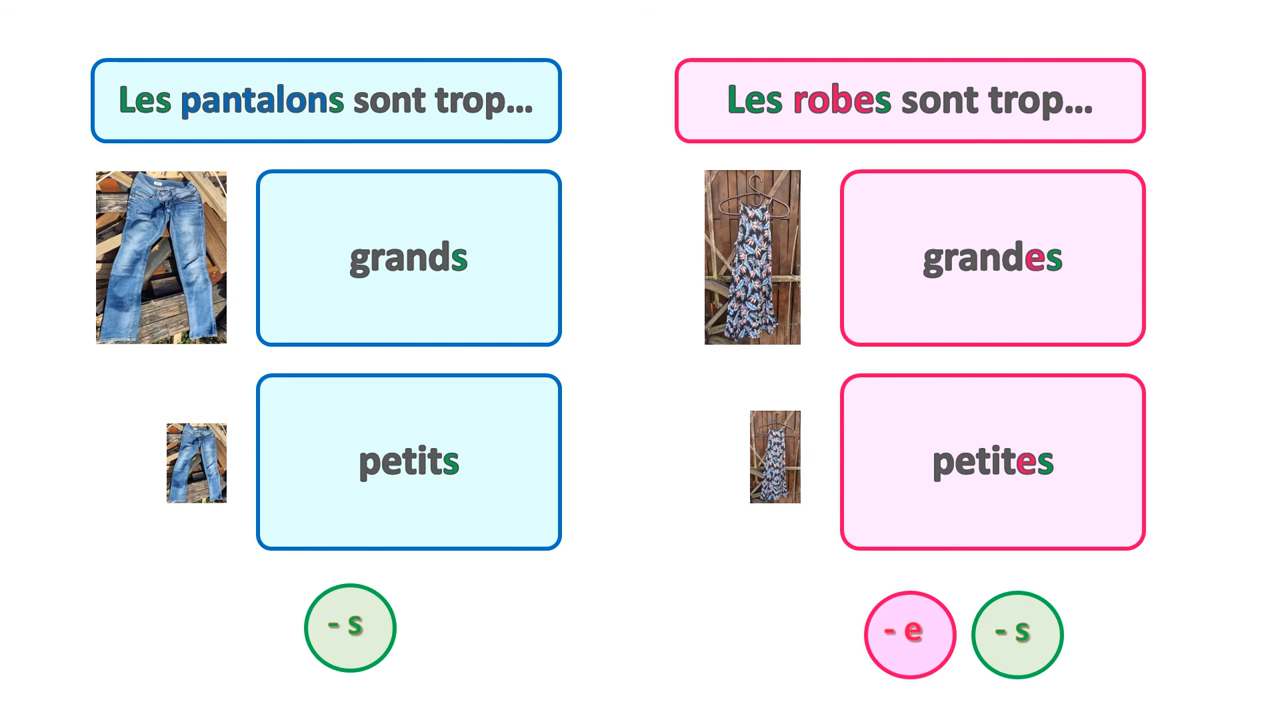 Les pantalons sont trop...
grands
petits
- s
Les robes sont trop...
grandes
petites
- e
- s